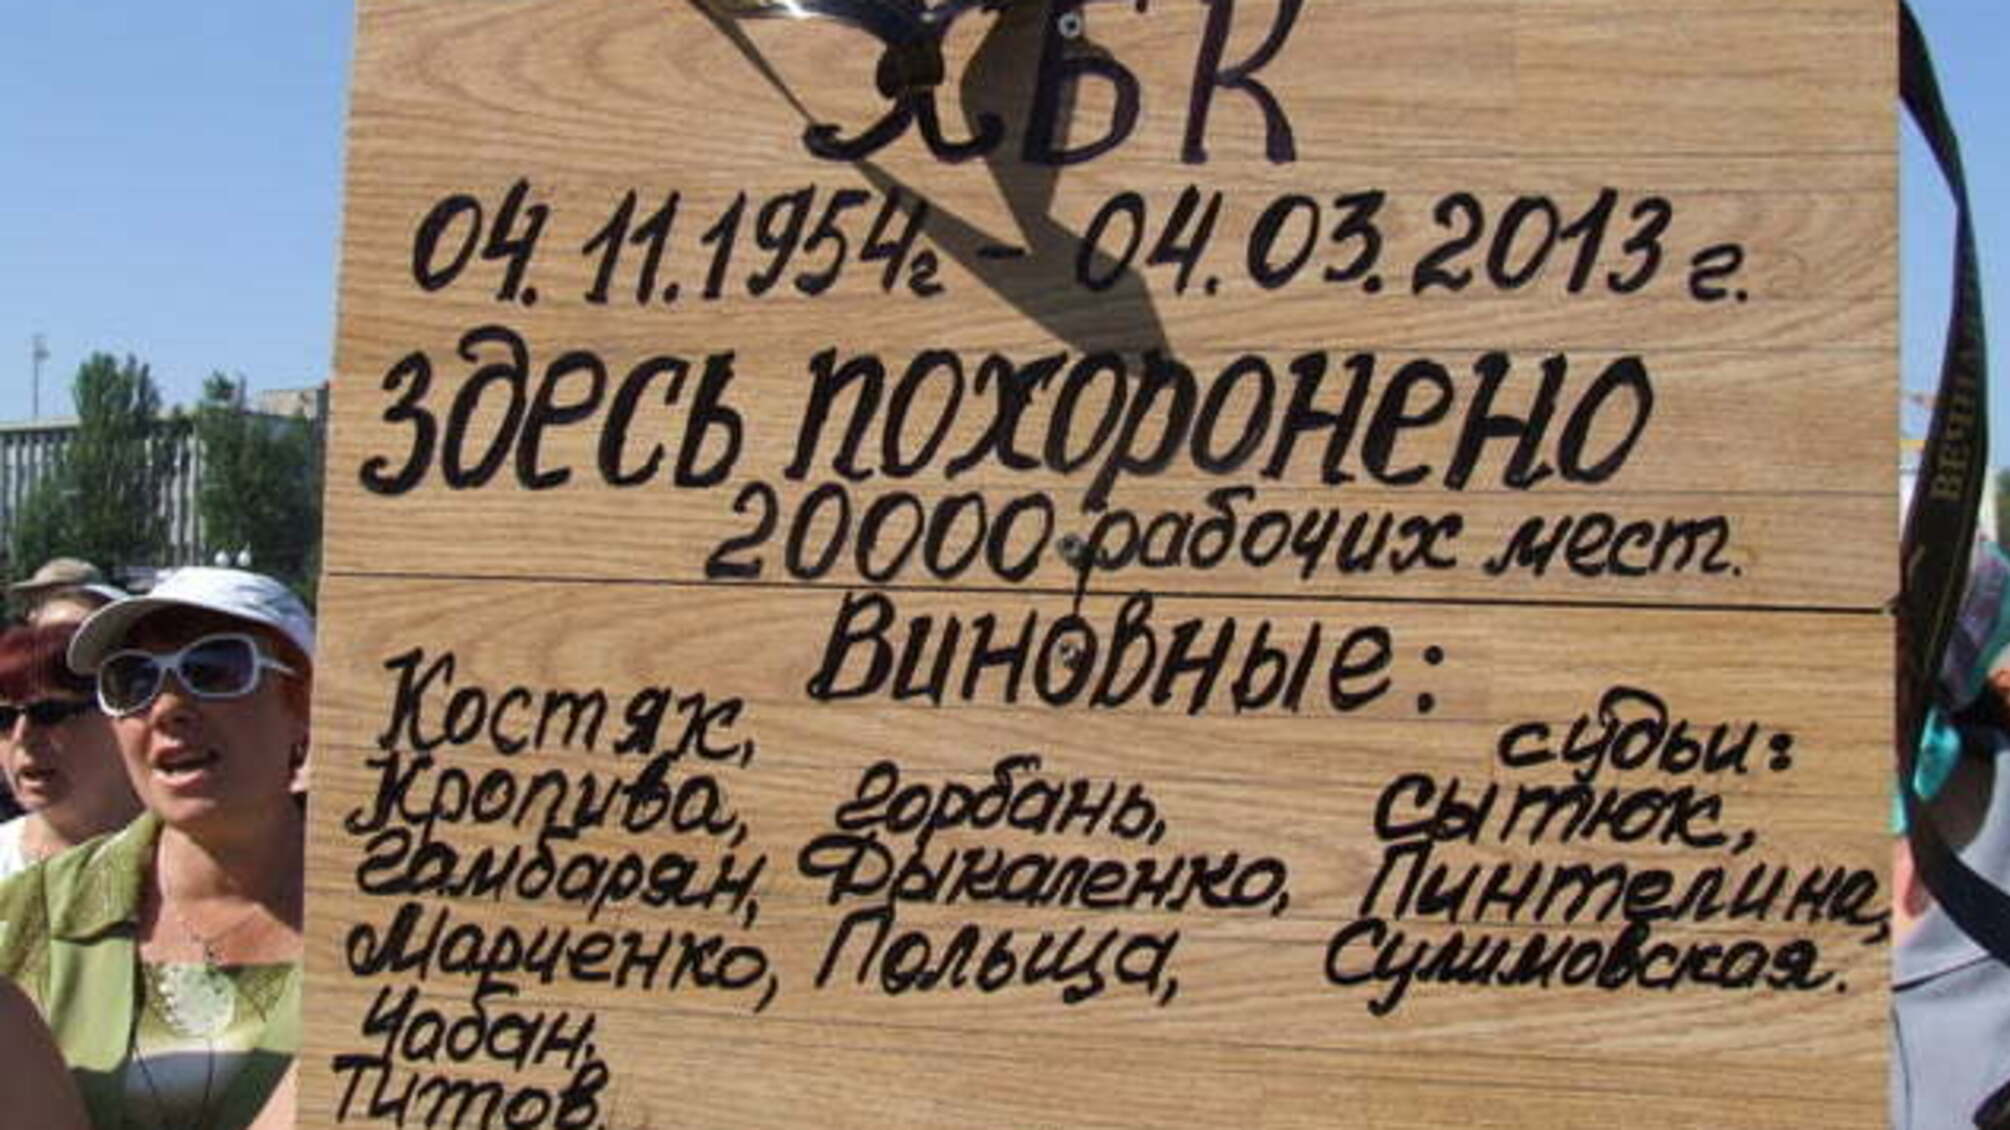 ХБК
04.11.1954г - 04.03.2013 г.
Здесь похоронено
20000 рабочих мест.
Виновные:
Костяк,
Кропива, Горбань,
Гамбарян, Дыкаленко,
Марченко, Польща,
Чабан,
Титов.
судьи:
Сытюк,
Пинтелина,
Сулимовская.